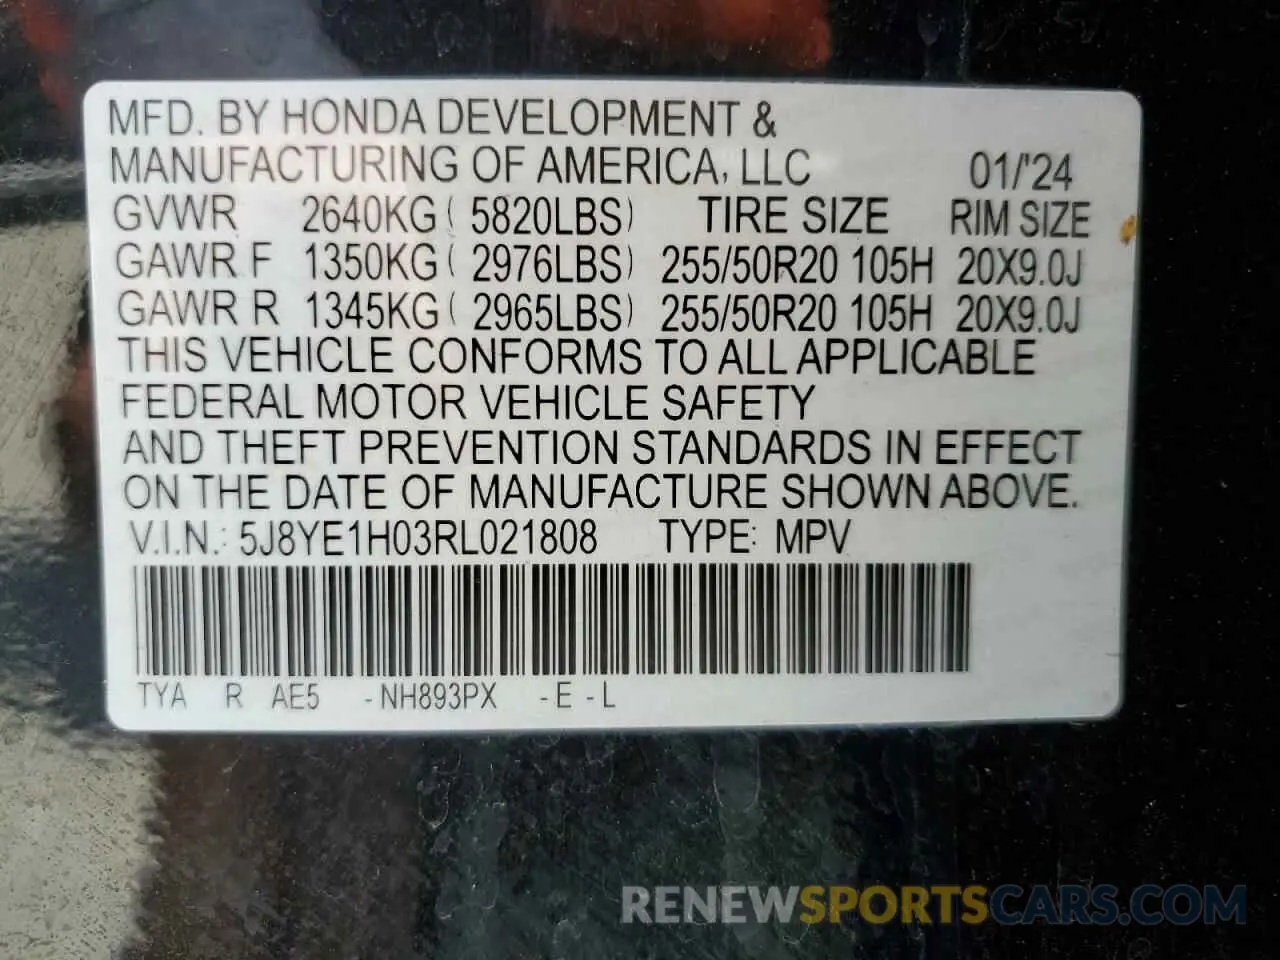 MFD. BY HONDA DEVELOPMENT &
MANUFACTURING OF AMERICA, LLC 01/'24
GVWR 2640KG ( 5820LBS) TIRE SIZE RIM SIZE
GAWR F 1350KG ( 2976LBS) 255/50R20 105H 20X9.0J
GAWR R 1345KG ( 2965LBS) 255/50R20 105H 20X9.0J
THIS VEHICLE CONFORMS TO ALL APPLICABLE
FEDERAL MOTOR VEHICLE SAFETY
AND THEFT PREVENTION STANDARDS IN EFFECT
ON THE DATE OF MANUFACTURE SHOWN ABOVE.
V.I.N.: 5J8YE1H03RL021808 TYPE: MPV
TYA R AE5 -NH893PX -E -L
RENEWSPORTSCARS.COM